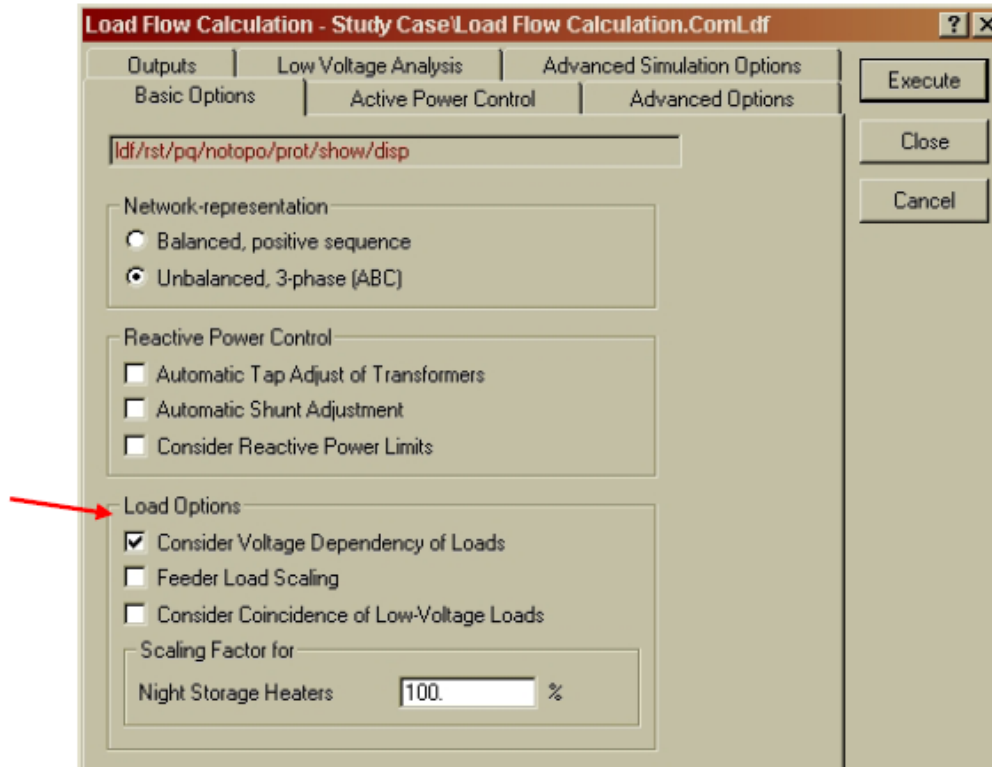 Load Flow Calculation - Study Case\Load Flow Calculation.ComLdf
Outputs
Low Voltage Analysis
Advanced Simulation Options
Basic Options
Active Power Control
Advanced Options
Execute
Close
Cancel
ldf/rst/pq/notopo/prot/show/disp
Network-representation
Balanced, positive sequence
Unbalanced, 3-phase (ABC)
Reactive Power Control
Automatic Tap Adjust of Transformers
Automatic Shunt Adjustment
Consider Reactive Power Limits
Load Options
Consider Voltage Dependency of Loads
Feeder Load Scaling
Consider Coincidence of Low-Voltage Loads
Scaling Factor for
Night Storage Heaters 100. %